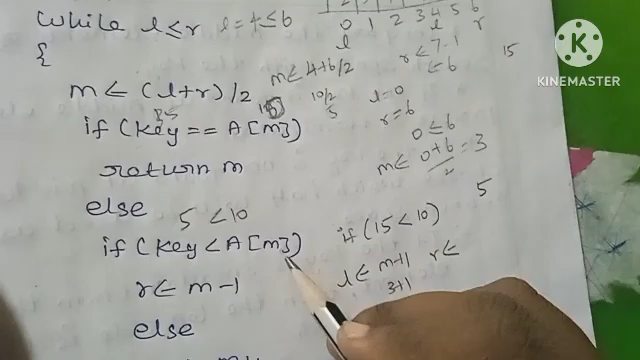 while l ≤ r   l = 4 ≤ 6
0 1 2 3 4 5 6
l l r
{
m ← 4+6/2
r ← 7-1
← 6
15
K
KINEMASTER
m ← (l+r)/2
10/2
5
l = 0
r = 6
if (key == A[m])
0 ≤ 6
return m
m ← 0+6/2 = 3
else   5 < 10
5
if (key < A[m])
if (15 < 10)
r ← m-1
l ← m+1   r ←
3+1
else